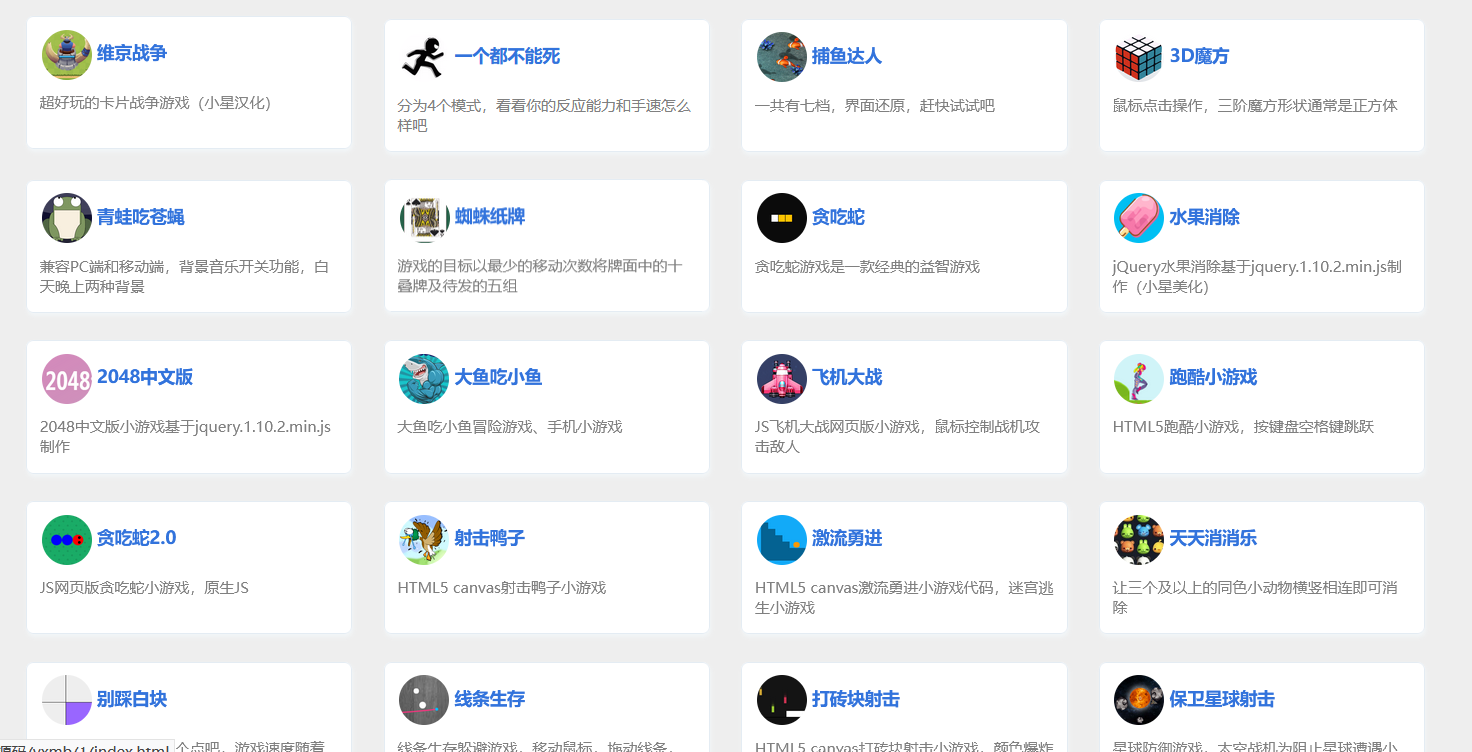 维京战争
超好玩的卡片战争游戏（小星汉化）
一个都不能死
分为4个模式，看看你的反应能力和手速怎么
样吧
捕鱼达人
一共有七档，界面还原，赶快试试吧
3D魔方
鼠标点击操作，三阶魔方形状通常是正方体
青蛙吃苍蝇
兼容PC端和移动端，背景音乐开关功能，白
天晚上两种背景
蜘蛛纸牌
游戏的目标以最少的移动次数将牌面中的十
叠牌及待发的五组
贪吃蛇
贪吃蛇游戏是一款经典的益智游戏
水果消除
jQuery水果消除基于jquery.1.10.2.min.js制
作（小星美化）
2048
2048中文版
2048中文版小游戏基于jquery.1.10.2.min.js
制作
大鱼吃小鱼
大鱼吃小鱼冒险游戏、手机小游戏
飞机大战
JS飞机大战网页版小游戏，鼠标控制战机攻
击敌人
跑酷小游戏
HTML5跑酷小游戏，按键盘空格键跳跃
贪吃蛇2.0
JS网页版贪吃蛇小游戏，原生JS
射击鸭子
HTML5 canvas射击鸭子小游戏
激流勇进
HTML5 canvas激流勇进小游戏代码，迷宫逃
生小游戏
天天消消乐
让三个及以上的同色小动物横竖相连即可消
除
别踩白块
个点吧，游戏速度随着
线条生存
线条生存躲避游戏，移动鼠标，拖动线条，
打砖块射击
HTML5 canvas打砖块射击小游戏，颜色爆炸
保卫星球射击
星球防御游戏，太空战机为阻止星球遭遇小
源码/yxmb/1/index.html